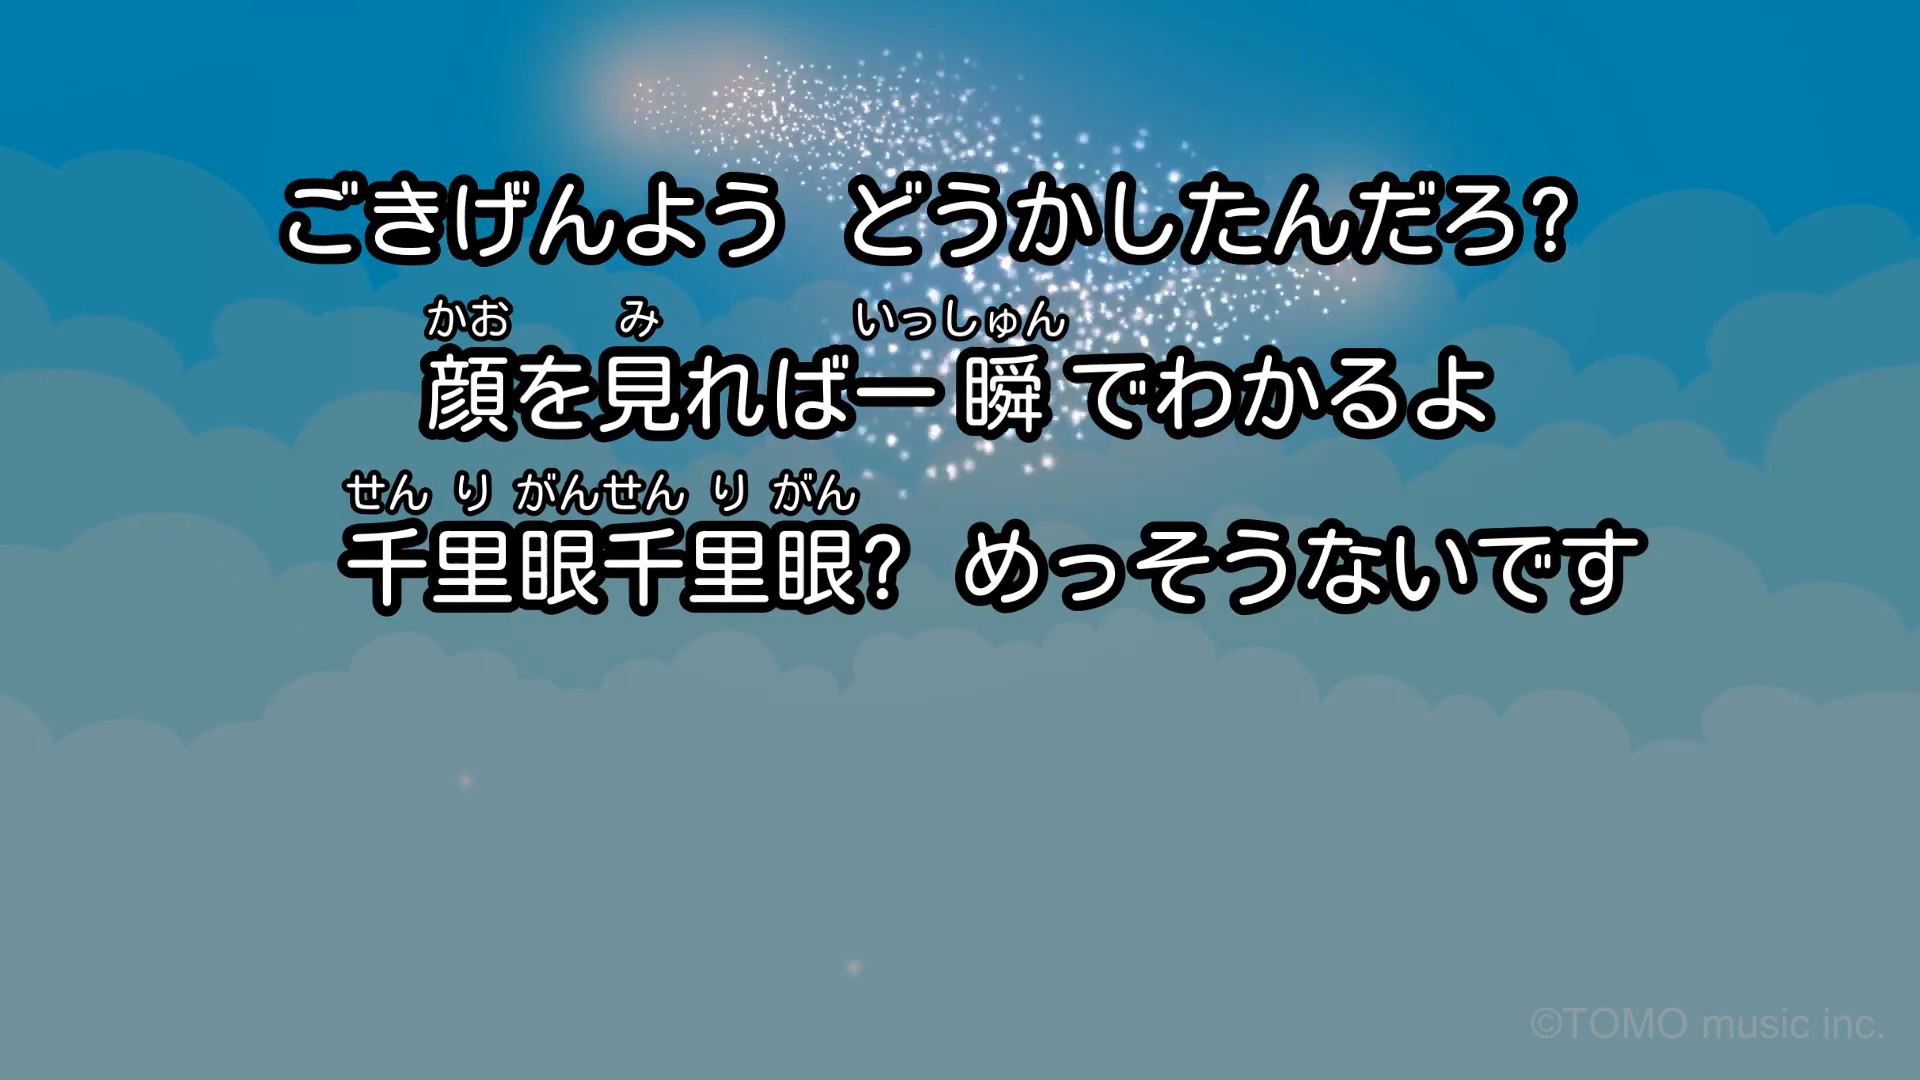 ごきげんよう どうかしたんだろ?
かお み いっしゅん
顔を見れば一瞬でわかるよ
せん り がんせん り がん
千里眼千里眼? めっそうないです
©TOMO music inc.